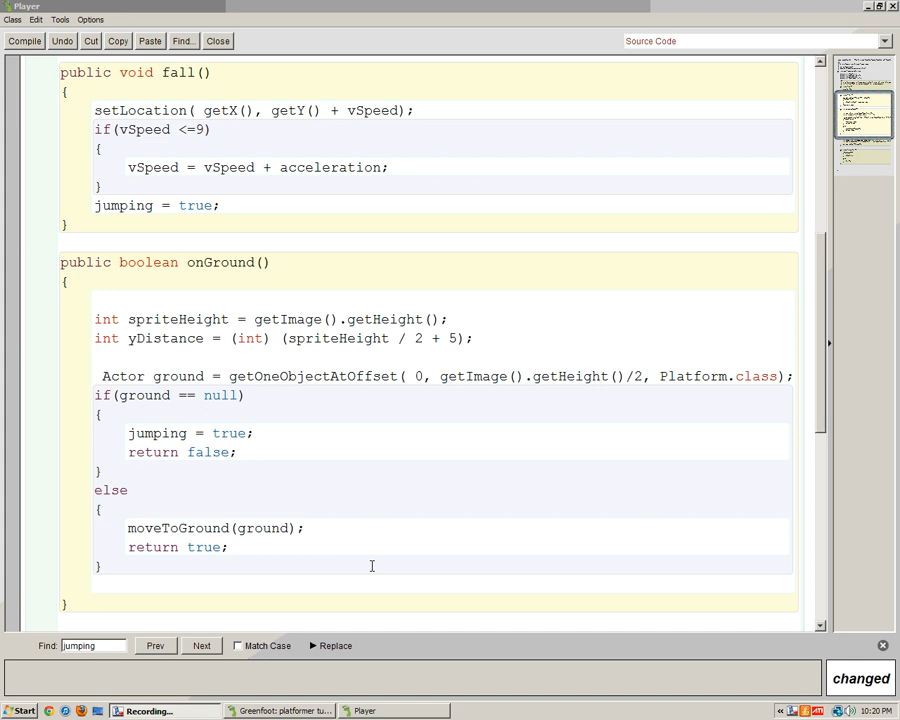 Player
Class Edit Tools Options
Compile Undo Cut Copy Paste Find... Close Source Code
public void fall()
{
setLocation( getX(), getY() + vSpeed);
if(vSpeed <=9)
{
vSpeed = vSpeed + acceleration;
}
jumping = true;
}
public boolean onGround()
{
int spriteHeight = getImage().getHeight();
int yDistance = (int) (spriteHeight / 2 + 5);
Actor ground = getOneObjectAtOffset( 0, getImage().getHeight()/2, Platform.class);
if(ground == null)
{
jumping = true;
return false;
}
else
{
moveToGround(ground);
return true;
}
}
Find: jumping Prev Next Match Case Replace
changed
Start Recording... Greenfoot: platformer tu... Player « ATI 10:20 PM